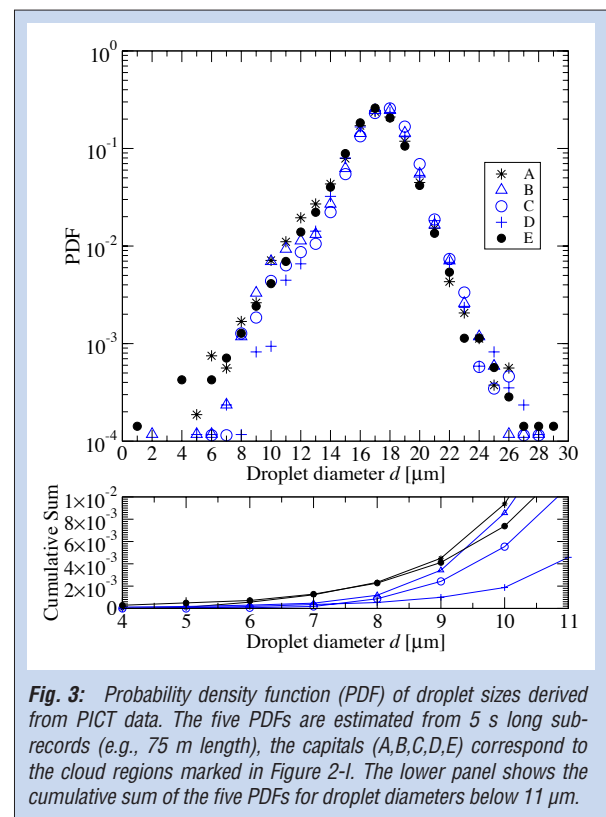 10⁰
10⁻¹
10⁻²
10⁻³
10⁻⁴
PDF
A
B
C
D
E
0 2 4 6 8 10 12 14 16 18 20 22 24 26 28 30
Droplet diameter d [µm]
1×10⁻²
8×10⁻³
6×10⁻³
4×10⁻³
2×10⁻³
0
Cumulative Sum
4 5 6 7 8 9 10 11
Droplet diameter d [µm]
Fig. 3: Probability density function (PDF) of droplet sizes derived
from PICT data. The five PDFs are estimated from 5 s long sub-
records (e.g., 75 m length), the capitals (A,B,C,D,E) correspond to
the cloud regions marked in Figure 2-I. The lower panel shows the
cumulative sum of the five PDFs for droplet diameters below 11 µm.